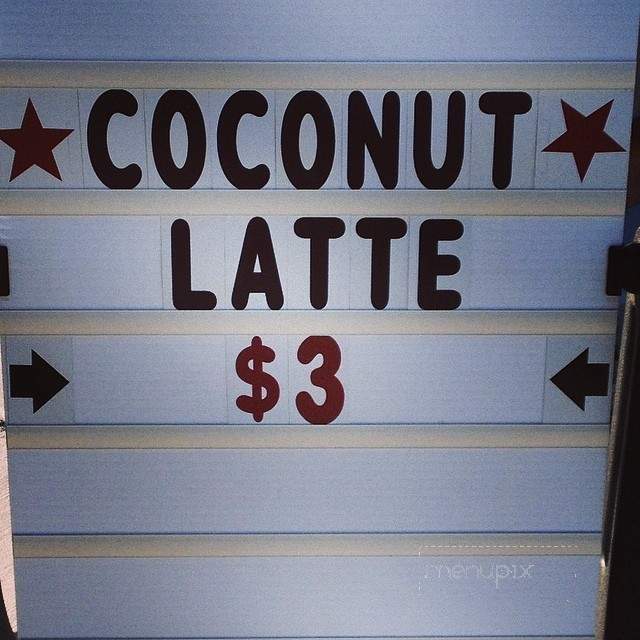 COCONUT
LATTE
$3
menupix